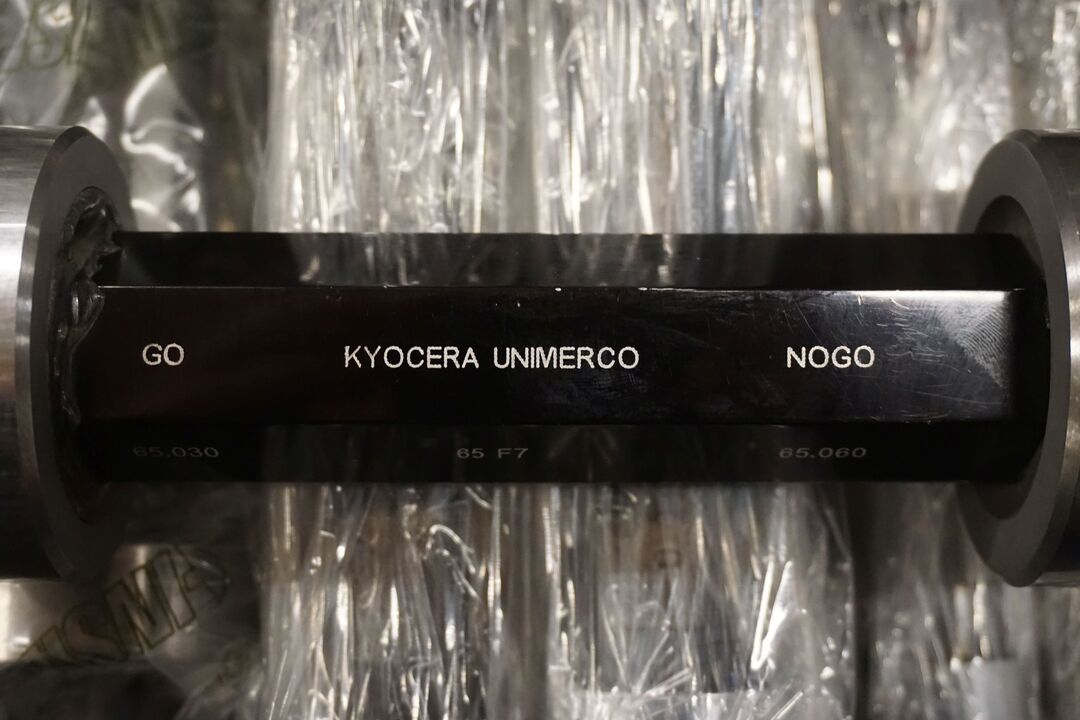 GO KYOCERA UNIMERCO NOGO
65.030 65 F7 65.060